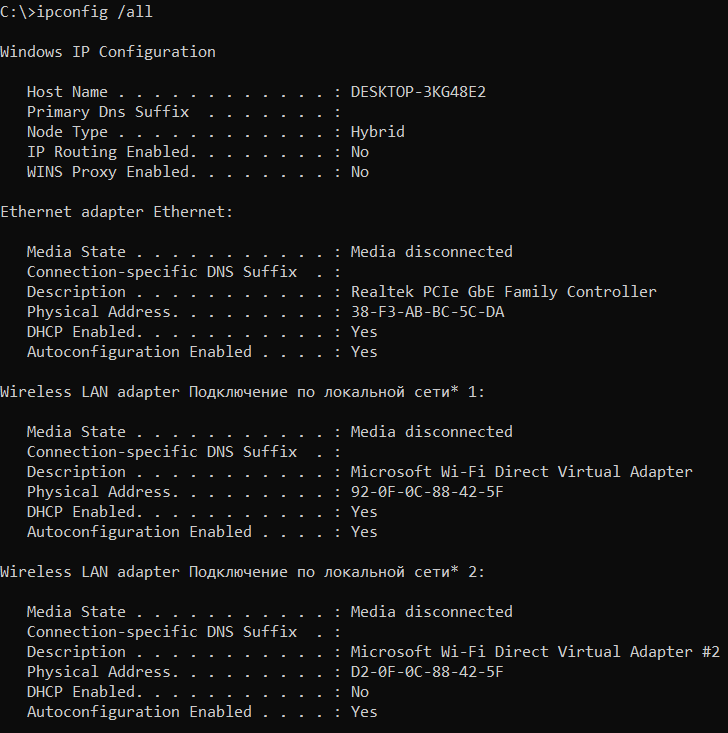 C:\>ipconfig /all
Windows IP Configuration
Host Name . . . . . . . . . . . . : DESKTOP-3KG48E2
Primary Dns Suffix  . . . . . . . :
Node Type . . . . . . . . . . . . : Hybrid
IP Routing Enabled. . . . . . . . : No
WINS Proxy Enabled. . . . . . . . : No
Ethernet adapter Ethernet:
Media State . . . . . . . . . . . : Media disconnected
Connection-specific DNS Suffix  . :
Description . . . . . . . . . . . : Realtek PCIe GbE Family Controller
Physical Address. . . . . . . . . : 38-F3-AB-BC-5C-DA
DHCP Enabled. . . . . . . . . . . : Yes
Autoconfiguration Enabled . . . . : Yes
Wireless LAN adapter Подключение по локальной сети* 1:
Media State . . . . . . . . . . . : Media disconnected
Connection-specific DNS Suffix  . :
Description . . . . . . . . . . . : Microsoft Wi-Fi Direct Virtual Adapter
Physical Address. . . . . . . . . : 92-0F-0C-88-42-5F
DHCP Enabled. . . . . . . . . . . : Yes
Autoconfiguration Enabled . . . . : Yes
Wireless LAN adapter Подключение по локальной сети* 2:
Media State . . . . . . . . . . . : Media disconnected
Connection-specific DNS Suffix  . :
Description . . . . . . . . . . . : Microsoft Wi-Fi Direct Virtual Adapter #2
Physical Address. . . . . . . . . : D2-0F-0C-88-42-5F
DHCP Enabled. . . . . . . . . . . : No
Autoconfiguration Enabled . . . . : Yes